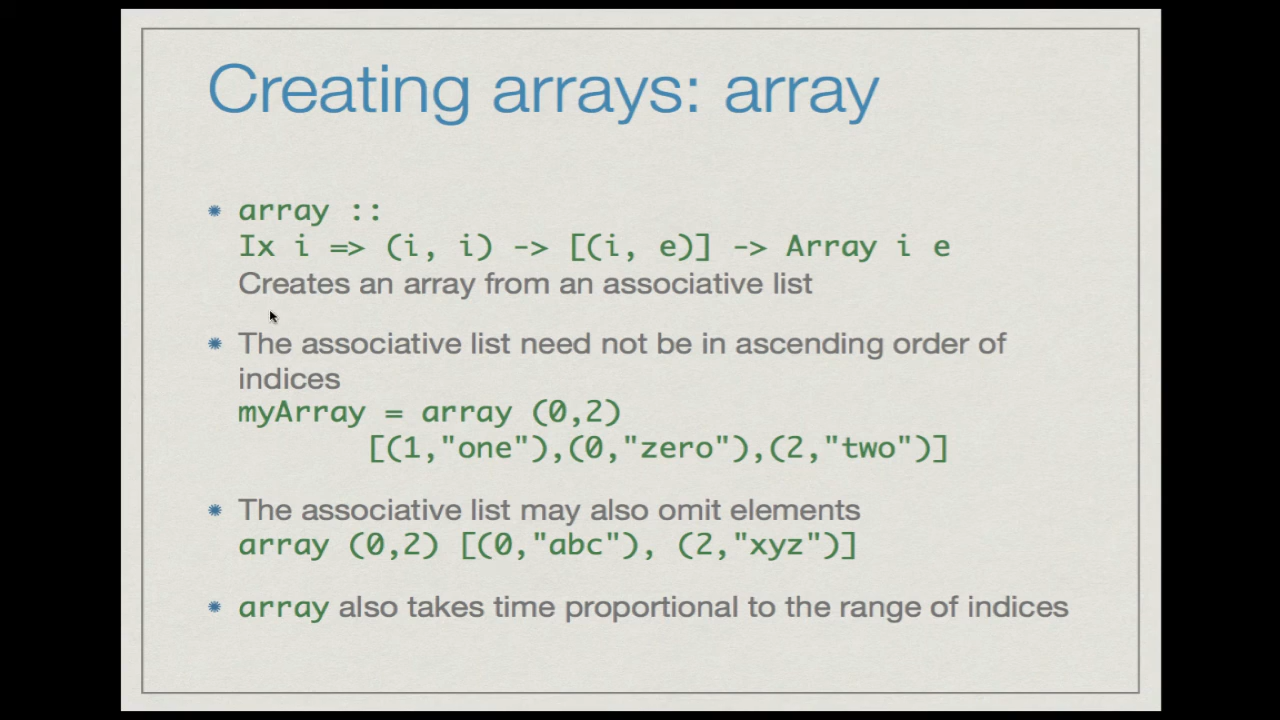 Creating arrays: array
array ::
Ix i => (i, i) -> [(i, e)] -> Array i e
Creates an array from an associative list
The associative list need not be in ascending order of
indices
myArray = array (0,2)
[(1,"one"),(0,"zero"),(2,"two")]
The associative list may also omit elements
array (0,2) [(0,"abc"), (2,"xyz")]
array also takes time proportional to the range of indices